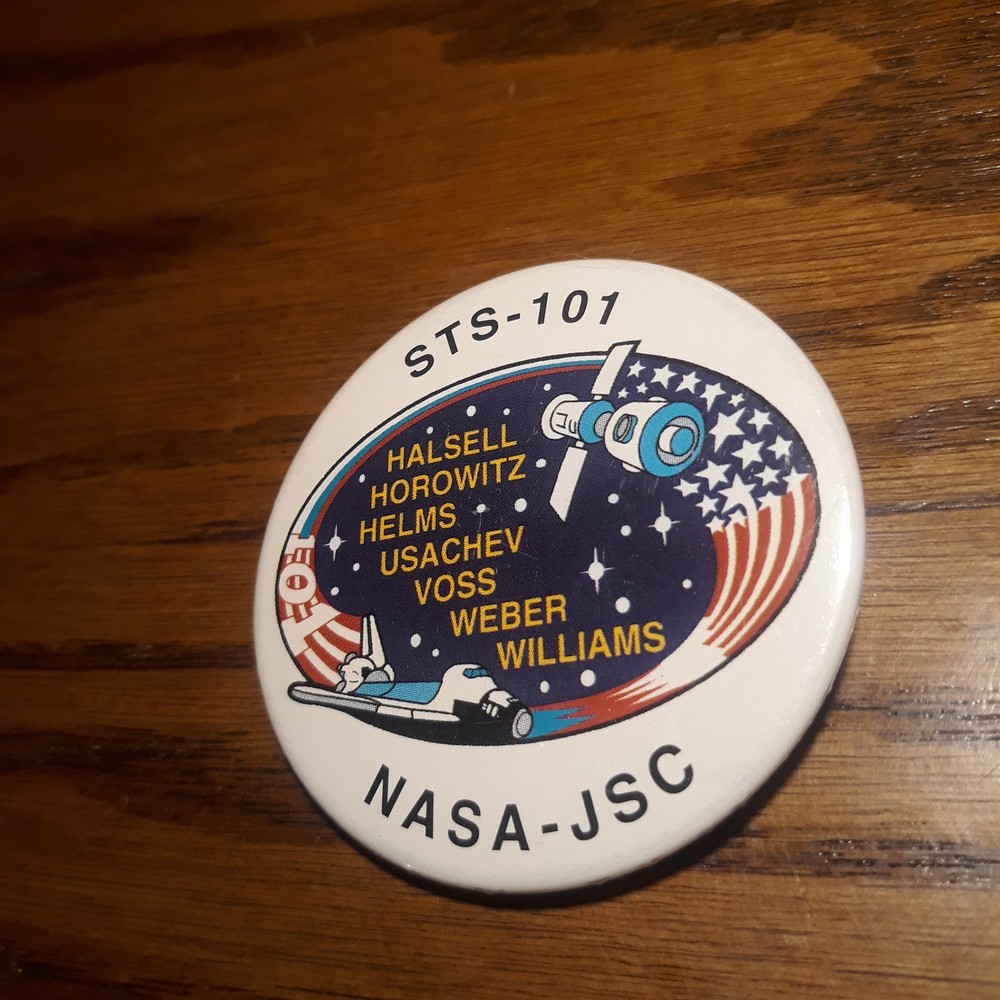 STS-101
HALSELL
HOROWITZ
HELMS
USACHEV
VOSS
WEBER
WILLIAMS
101
NASA-JSC